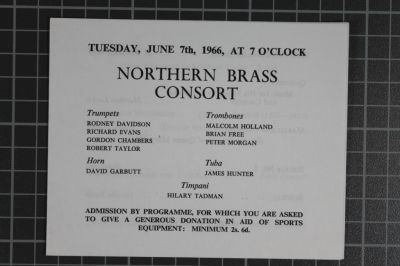 TUESDAY, JUNE 7th, 1966, AT 7 O'CLOCK
NORTHERN BRASS
CONSORT
Trumpets
RODNEY DAVIDSON
RICHARD EVANS
GORDON CHAMBERS
ROBERT TAYLOR
Trombones
MALCOLM HOLLAND
BRIAN FREE
PETER MORGAN
Horn
DAVID GARBUTT
Tuba
JAMES HUNTER
Timpani
HILARY TADMAN
ADMISSION BY PROGRAMME, FOR WHICH YOU ARE ASKED
TO GIVE A GENEROUS DONATION IN AID OF SPORTS
EQUIPMENT: MINIMUM 2s. 6d.